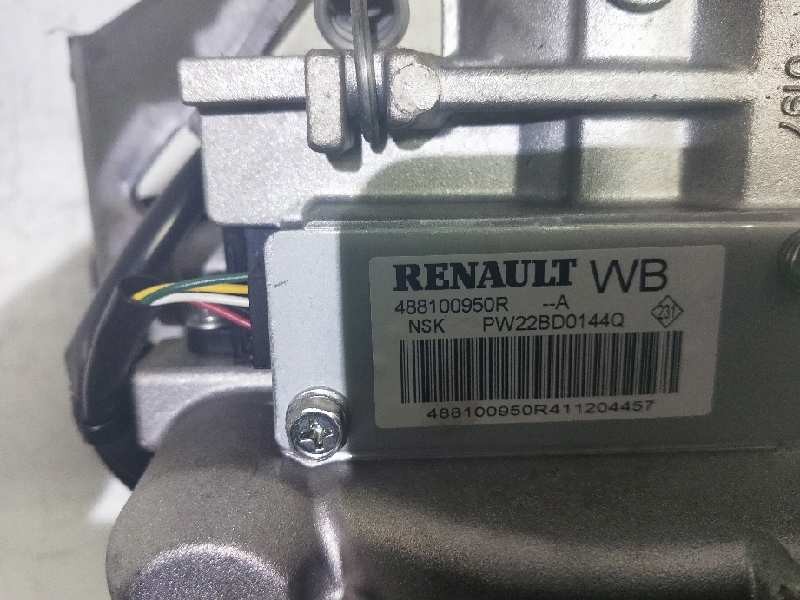 RENAULT WB
488100950R --A
NSK PW22BD0144Q 231
488100950R411204457